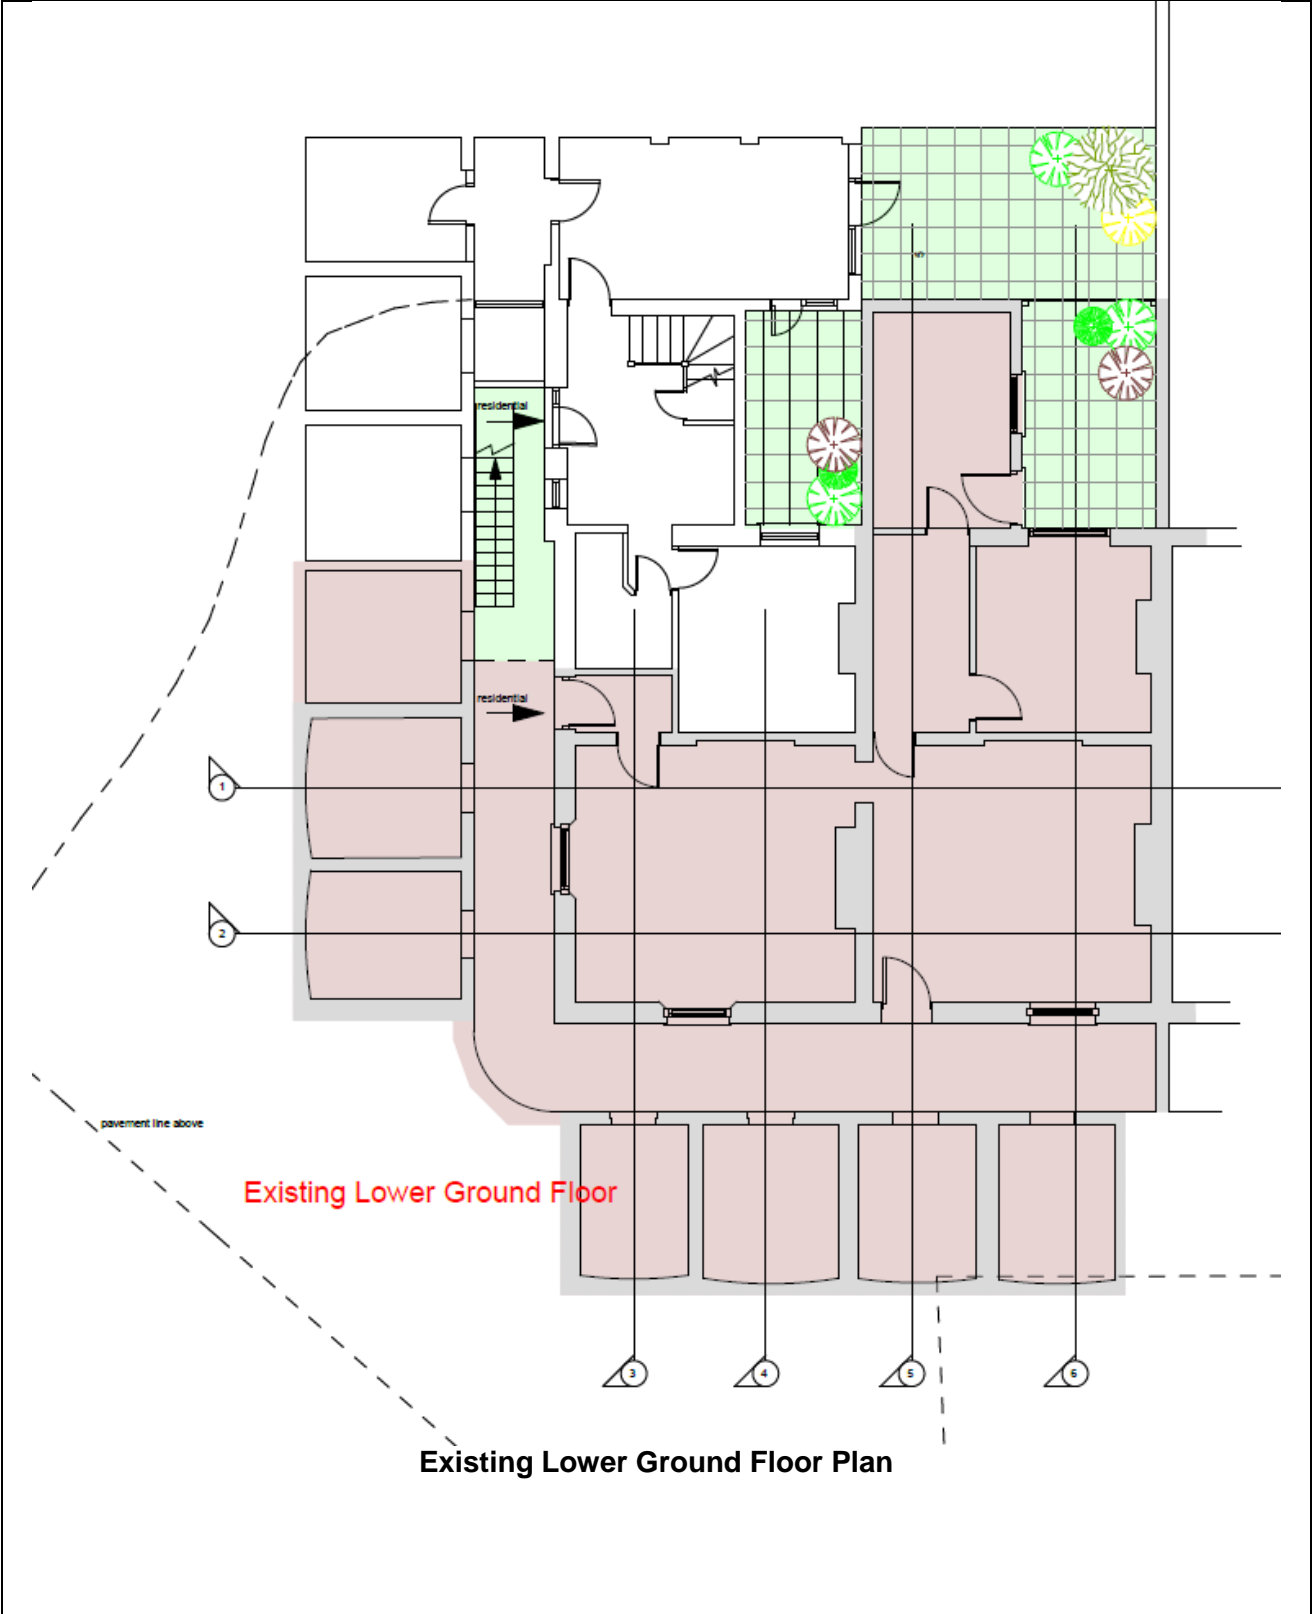 5
residential
residential
1
2
pavement line above
Existing Lower Ground Floor
3
4
5
6
Existing Lower Ground Floor Plan